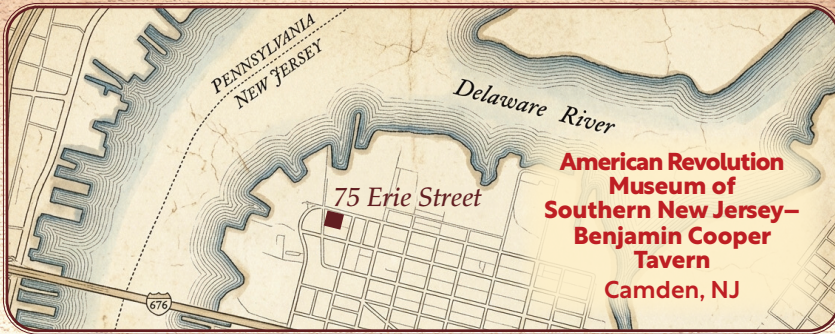 PENNSYLVANIA
NEW JERSEY
Delaware River
75 Erie Street
American Revolution
Museum of
Southern New Jersey–
Benjamin Cooper
Tavern
Camden, NJ
676